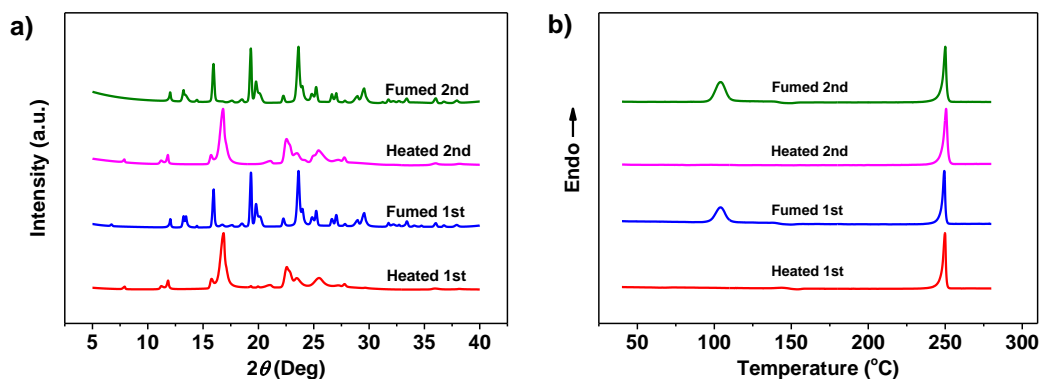 a)
Intensity (a.u.)
Fumed 2nd
Heated 2nd
Fumed 1st
Heated 1st
5 10 15 20 25 30 35 40
2θ (Deg)
b)
Endo →
Fumed 2nd
Heated 2nd
Fumed 1st
Heated 1st
50 100 150 200 250 300
Temperature (°C)